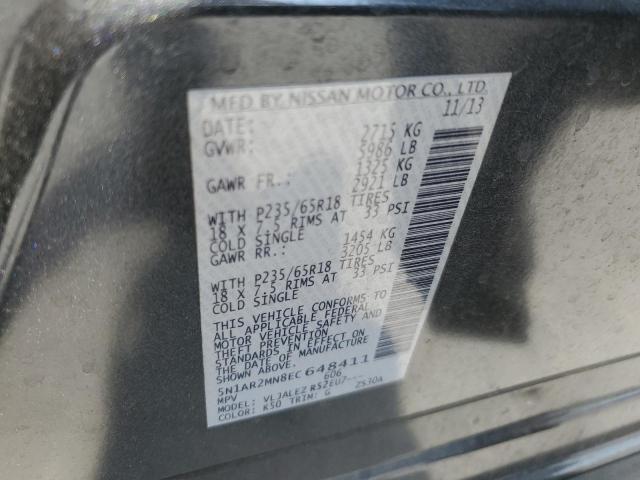 MFD BY NISSAN MOTOR CO., LTD.
DATE: 11/13
GVWR: 2715 KG
5986 LB
GAWR FR.: 1325 KG
2921 LB
WITH P235/65R18 TIRES
18 X 7.5 RIMS AT 33 PSI
COLD SINGLE
GAWR RR.: 1454 KG
3205 LB
WITH P235/65R18 TIRES
18 X 7.5 RIMS AT 33 PSI
COLD SINGLE
THIS VEHICLE CONFORMS TO
ALL APPLICABLE FEDERAL
MOTOR VEHICLE SAFETY AND
THEFT PREVENTION
STANDARDS IN EFFECT ON
THE DATE OF MANUFACTURE
SHOWN ABOVE.
5N1AR2MN8EC648411
MPV 606
MODEL: VLJALEZ R52EU7---
COLOR: K50 TRIM: G ZS30A